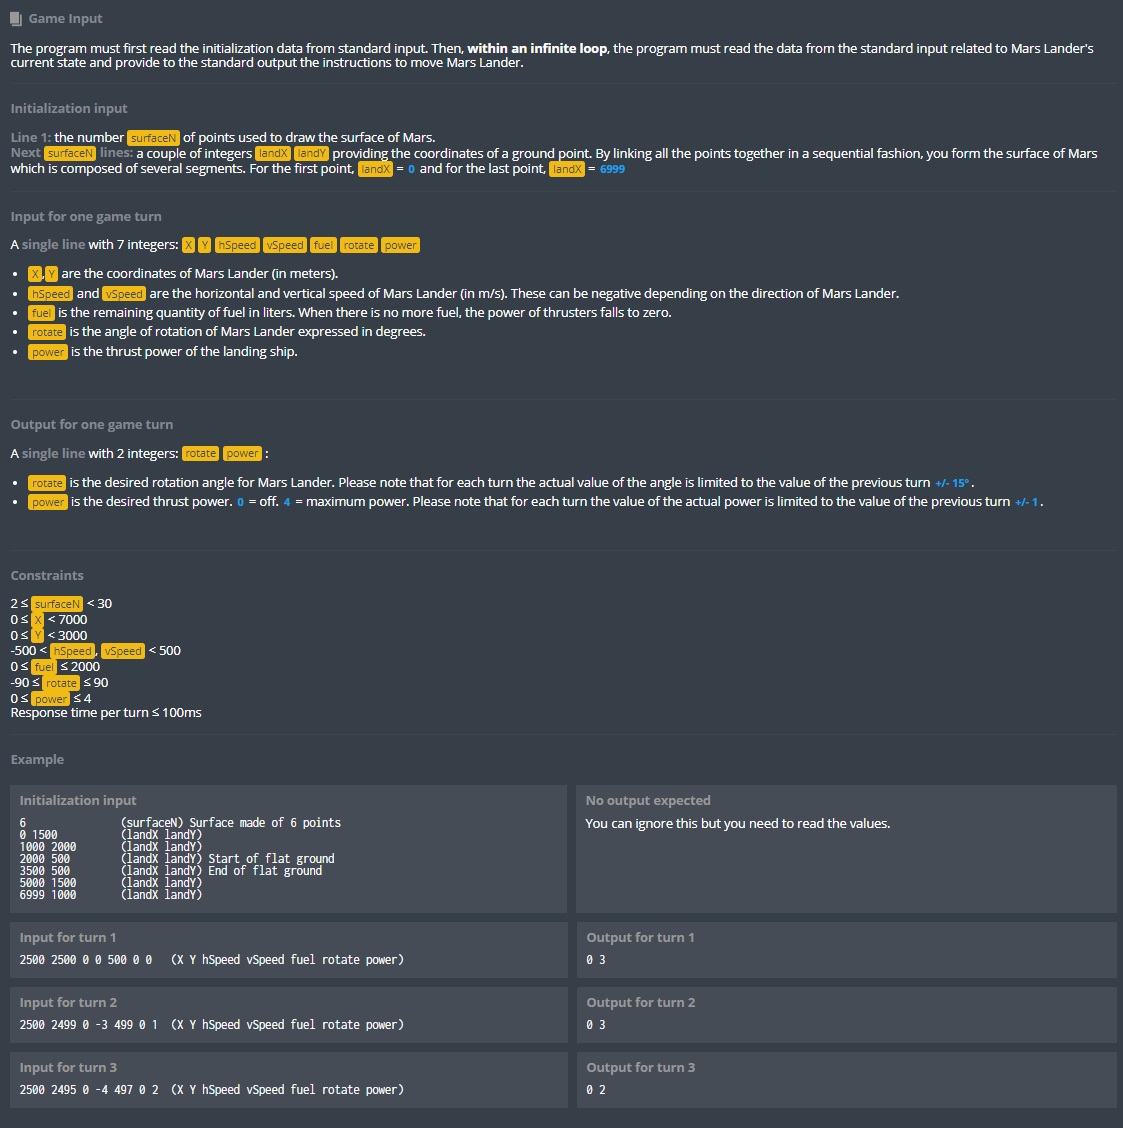 Game Input
The program must first read the initialization data from standard input. Then, within an infinite loop, the program must read the data from the standard input related to Mars Lander's
current state and provide to the standard output the instructions to move Mars Lander.
Initialization input
Line 1: the number surfaceN of points used to draw the surface of Mars.
Next surfaceN lines: a couple of integers landX landY providing the coordinates of a ground point. By linking all the points together in a sequential fashion, you form the surface of Mars
which is composed of several segments. For the first point, landX = 0 and for the last point, landX = 6999
Input for one game turn
A single line with 7 integers: X Y hSpeed vSpeed fuel rotate power
• X,Y are the coordinates of Mars Lander (in meters).
• hSpeed and vSpeed are the horizontal and vertical speed of Mars Lander (in m/s). These can be negative depending on the direction of Mars Lander.
• fuel is the remaining quantity of fuel in liters. When there is no more fuel, the power of thrusters falls to zero.
• rotate is the angle of rotation of Mars Lander expressed in degrees.
• power is the thrust power of the landing ship.
Output for one game turn
A single line with 2 integers: rotate power :
• rotate is the desired rotation angle for Mars Lander. Please note that for each turn the actual value of the angle is limited to the value of the previous turn +/- 15°.
• power is the desired thrust power. 0 = off. 4 = maximum power. Please note that for each turn the value of the actual power is limited to the value of the previous turn +/- 1.
Constraints
2 ≤ surfaceN < 30
0 ≤ X < 7000
0 ≤ Y < 3000
-500 < hSpeed, vSpeed < 500
0 ≤ fuel ≤ 2000
-90 ≤ rotate ≤ 90
0 ≤ power ≤ 4
Response time per turn ≤ 100ms
Example
Initialization input
6 (surfaceN) Surface made of 6 points
0 1500 (landX landY)
1000 2000 (landX landY)
2000 500 (landX landY) Start of flat ground
3500 500 (landX landY) End of flat ground
5000 1500 (landX landY)
6999 1000 (landX landY)
No output expected
You can ignore this but you need to read the values.
Input for turn 1
2500 2500 0 0 500 0 0 (X Y hSpeed vSpeed fuel rotate power)
Output for turn 1
0 3
Input for turn 2
2500 2499 0 -3 499 0 1 (X Y hSpeed vSpeed fuel rotate power)
Output for turn 2
0 3
Input for turn 3
2500 2495 0 -4 497 0 2 (X Y hSpeed vSpeed fuel rotate power)
Output for turn 3
0 2